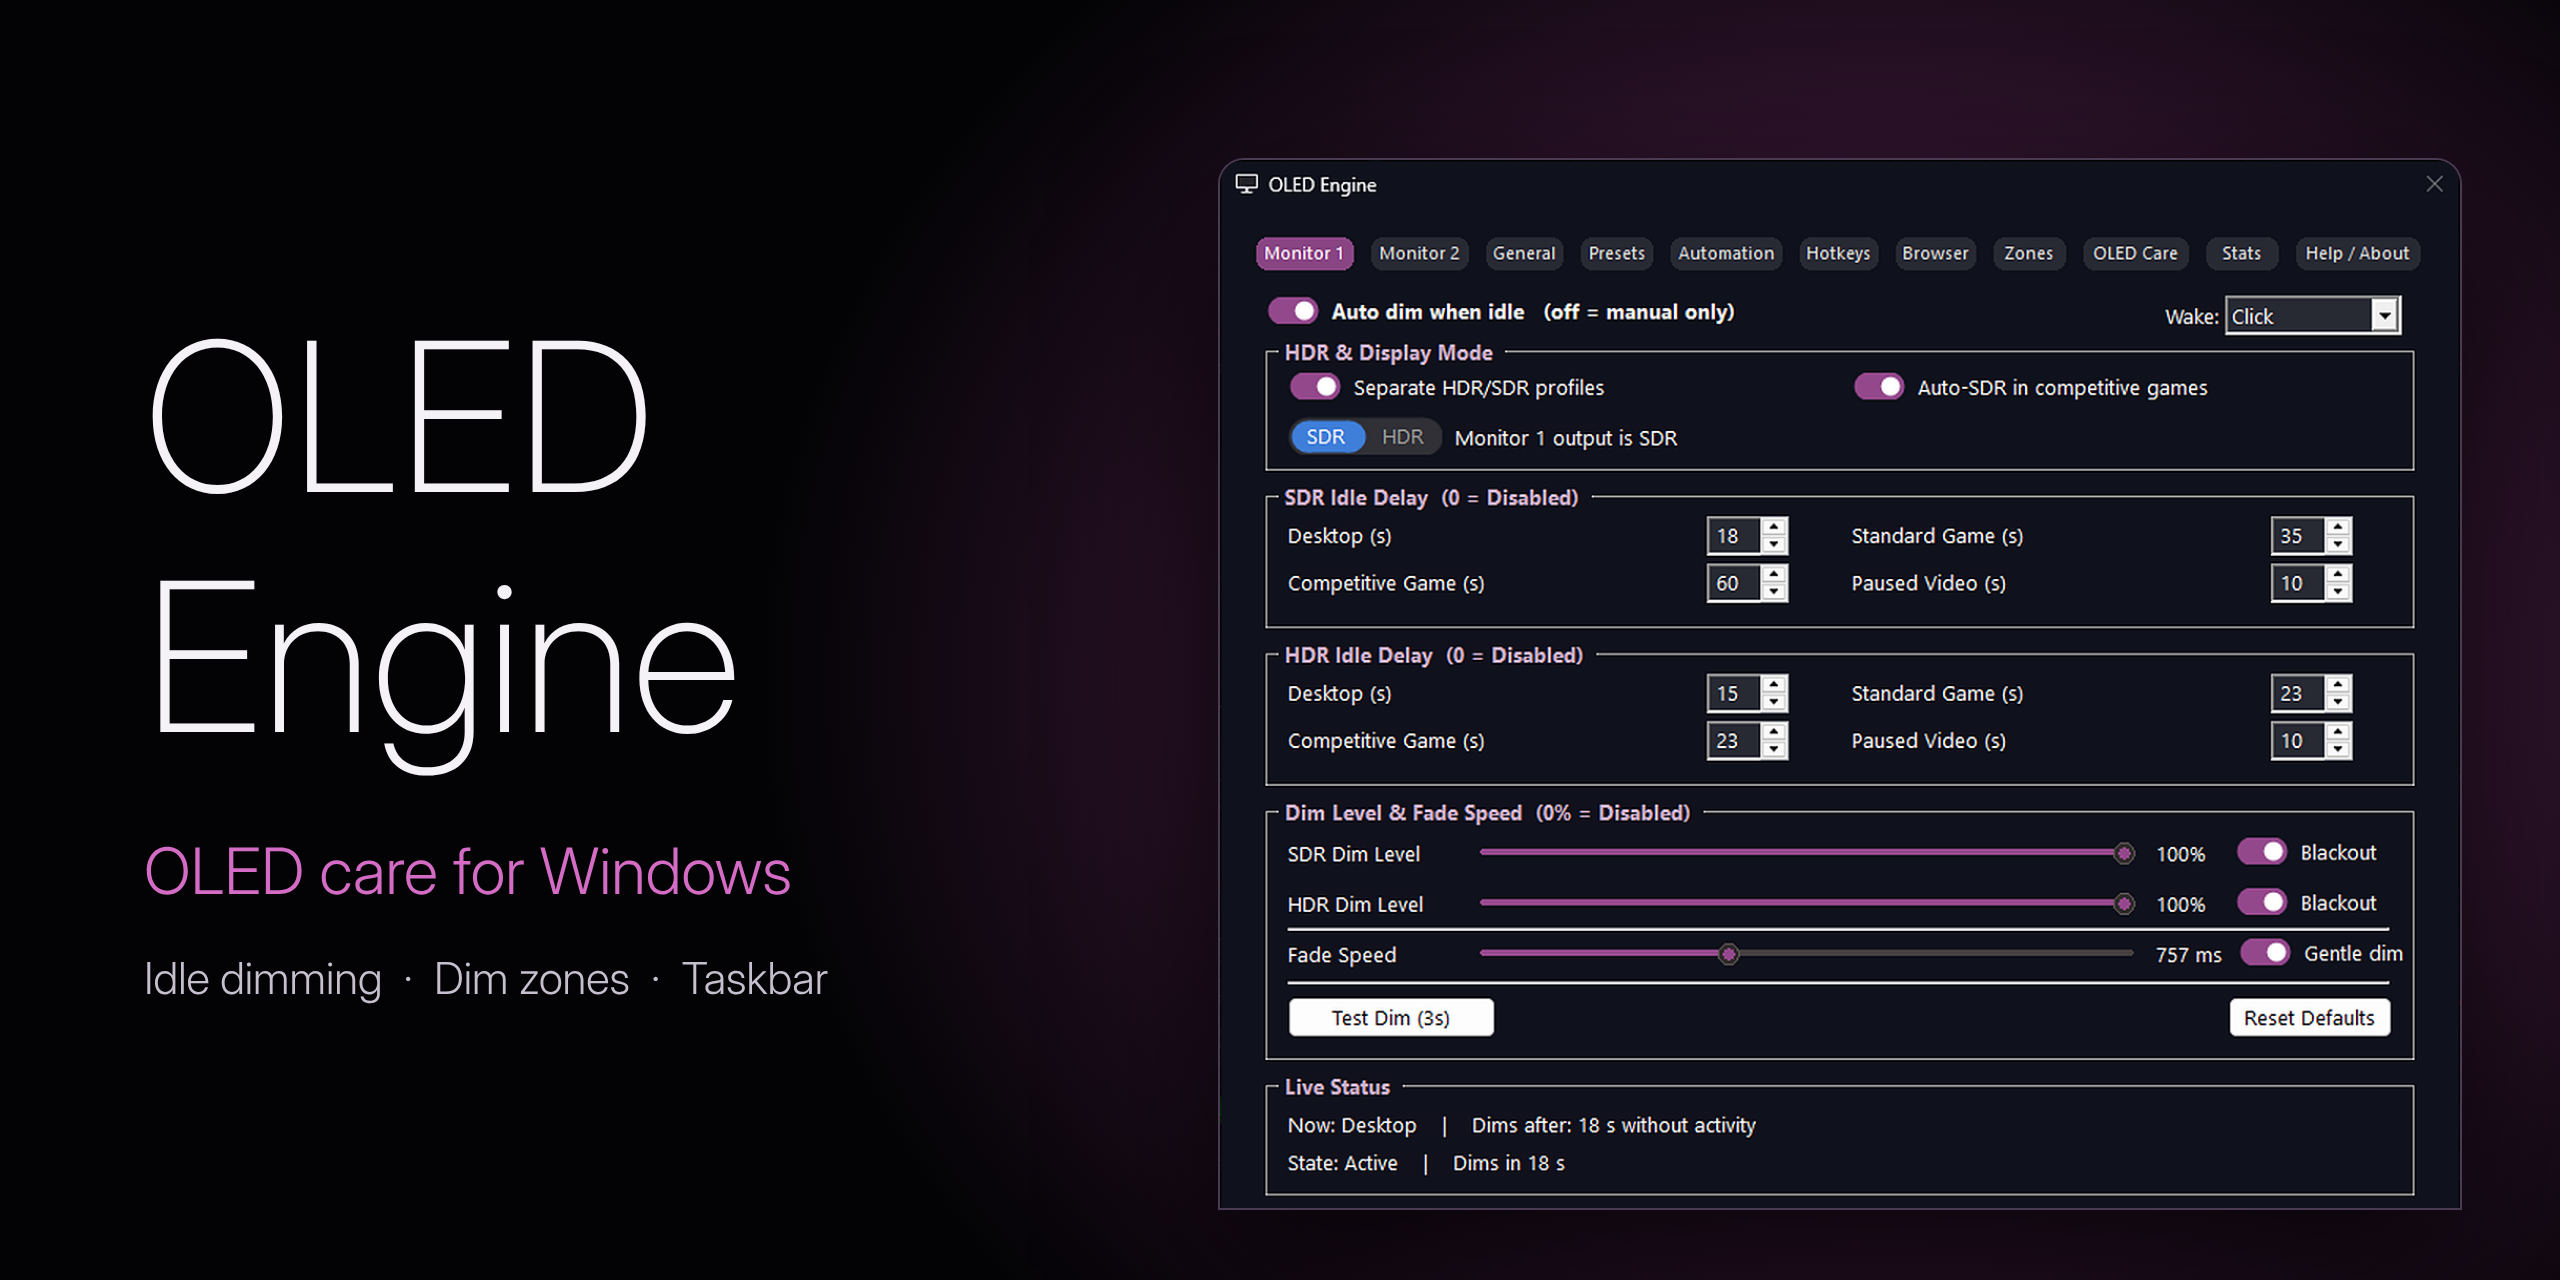 OLED
Engine
OLED care for Windows
Idle dimming · Dim zones · Taskbar
OLED Engine
Monitor 1 Monitor 2 General Presets Automation Hotkeys Browser Zones OLED Care Stats Help / About
Auto dim when idle (off = manual only) Wake: Click
HDR & Display Mode
Separate HDR/SDR profiles Auto-SDR in competitive games
SDR HDR Monitor 1 output is SDR
SDR Idle Delay (0 = Disabled)
Desktop (s) 18 Standard Game (s) 35
Competitive Game (s) 60 Paused Video (s) 10
HDR Idle Delay (0 = Disabled)
Desktop (s) 15 Standard Game (s) 23
Competitive Game (s) 23 Paused Video (s) 10
Dim Level & Fade Speed (0% = Disabled)
SDR Dim Level 100% Blackout
HDR Dim Level 100% Blackout
Fade Speed 757 ms Gentle dim
Test Dim (3s) Reset Defaults
Live Status
Now: Desktop | Dims after: 18 s without activity
State: Active | Dims in 18 s